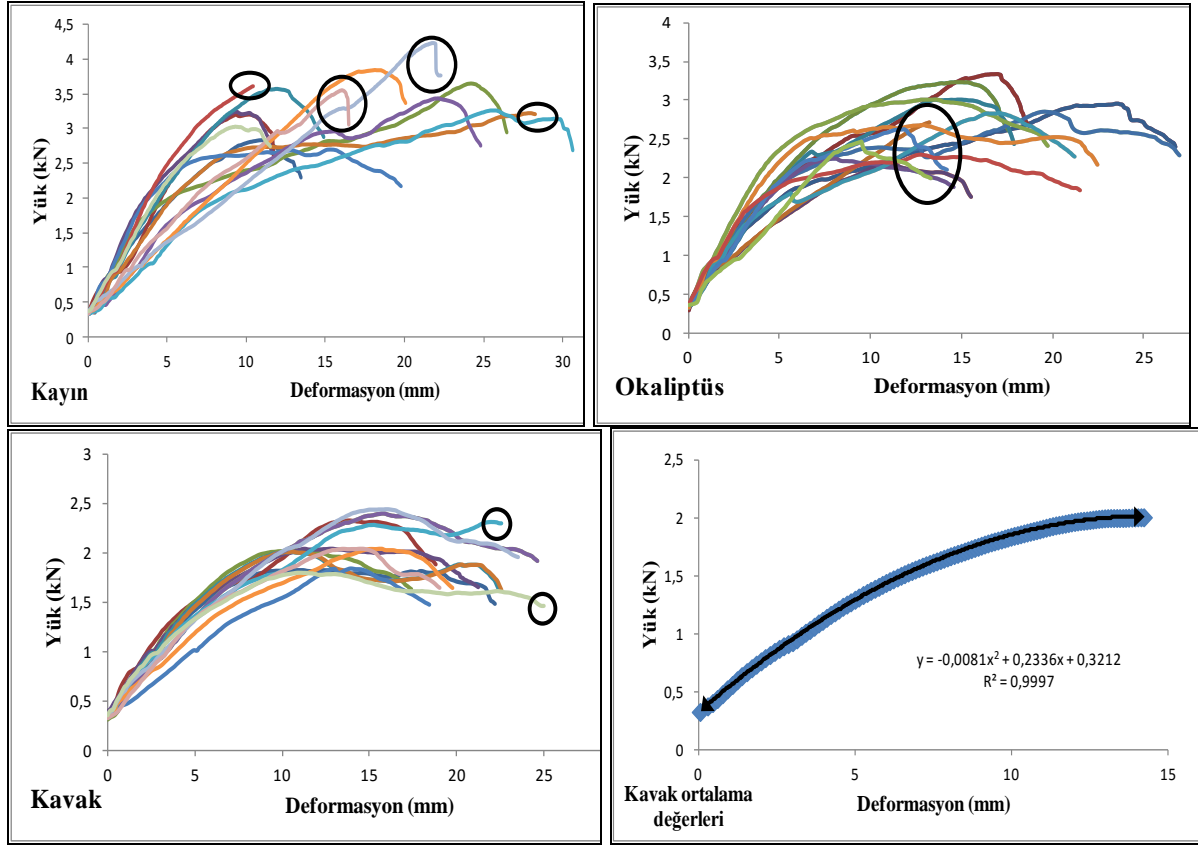 4,5
4
3,5
3
2,5
2
1,5
1
0,5
0
Yük (kN)
0 5 10 15 20 25 30
Deformasyon (mm)
Kayın
4
3,5
3
2,5
2
1,5
1
0,5
0
Yük (kN)
0 5 10 15 20 25
Deformasyon (mm)
Okaliptüs
3
2,5
2
1,5
1
0,5
0
Yük (kN)
0 5 10 15 20 25
Deformasyon (mm)
Kavak
2,5
2
1,5
1
0,5
0
Yük (kN)
y = -0,0081x² + 0,2336x + 0,3212
R² = 0,9997
0 5 10 15
Deformasyon (mm)
Kavak ortalama
değerleri